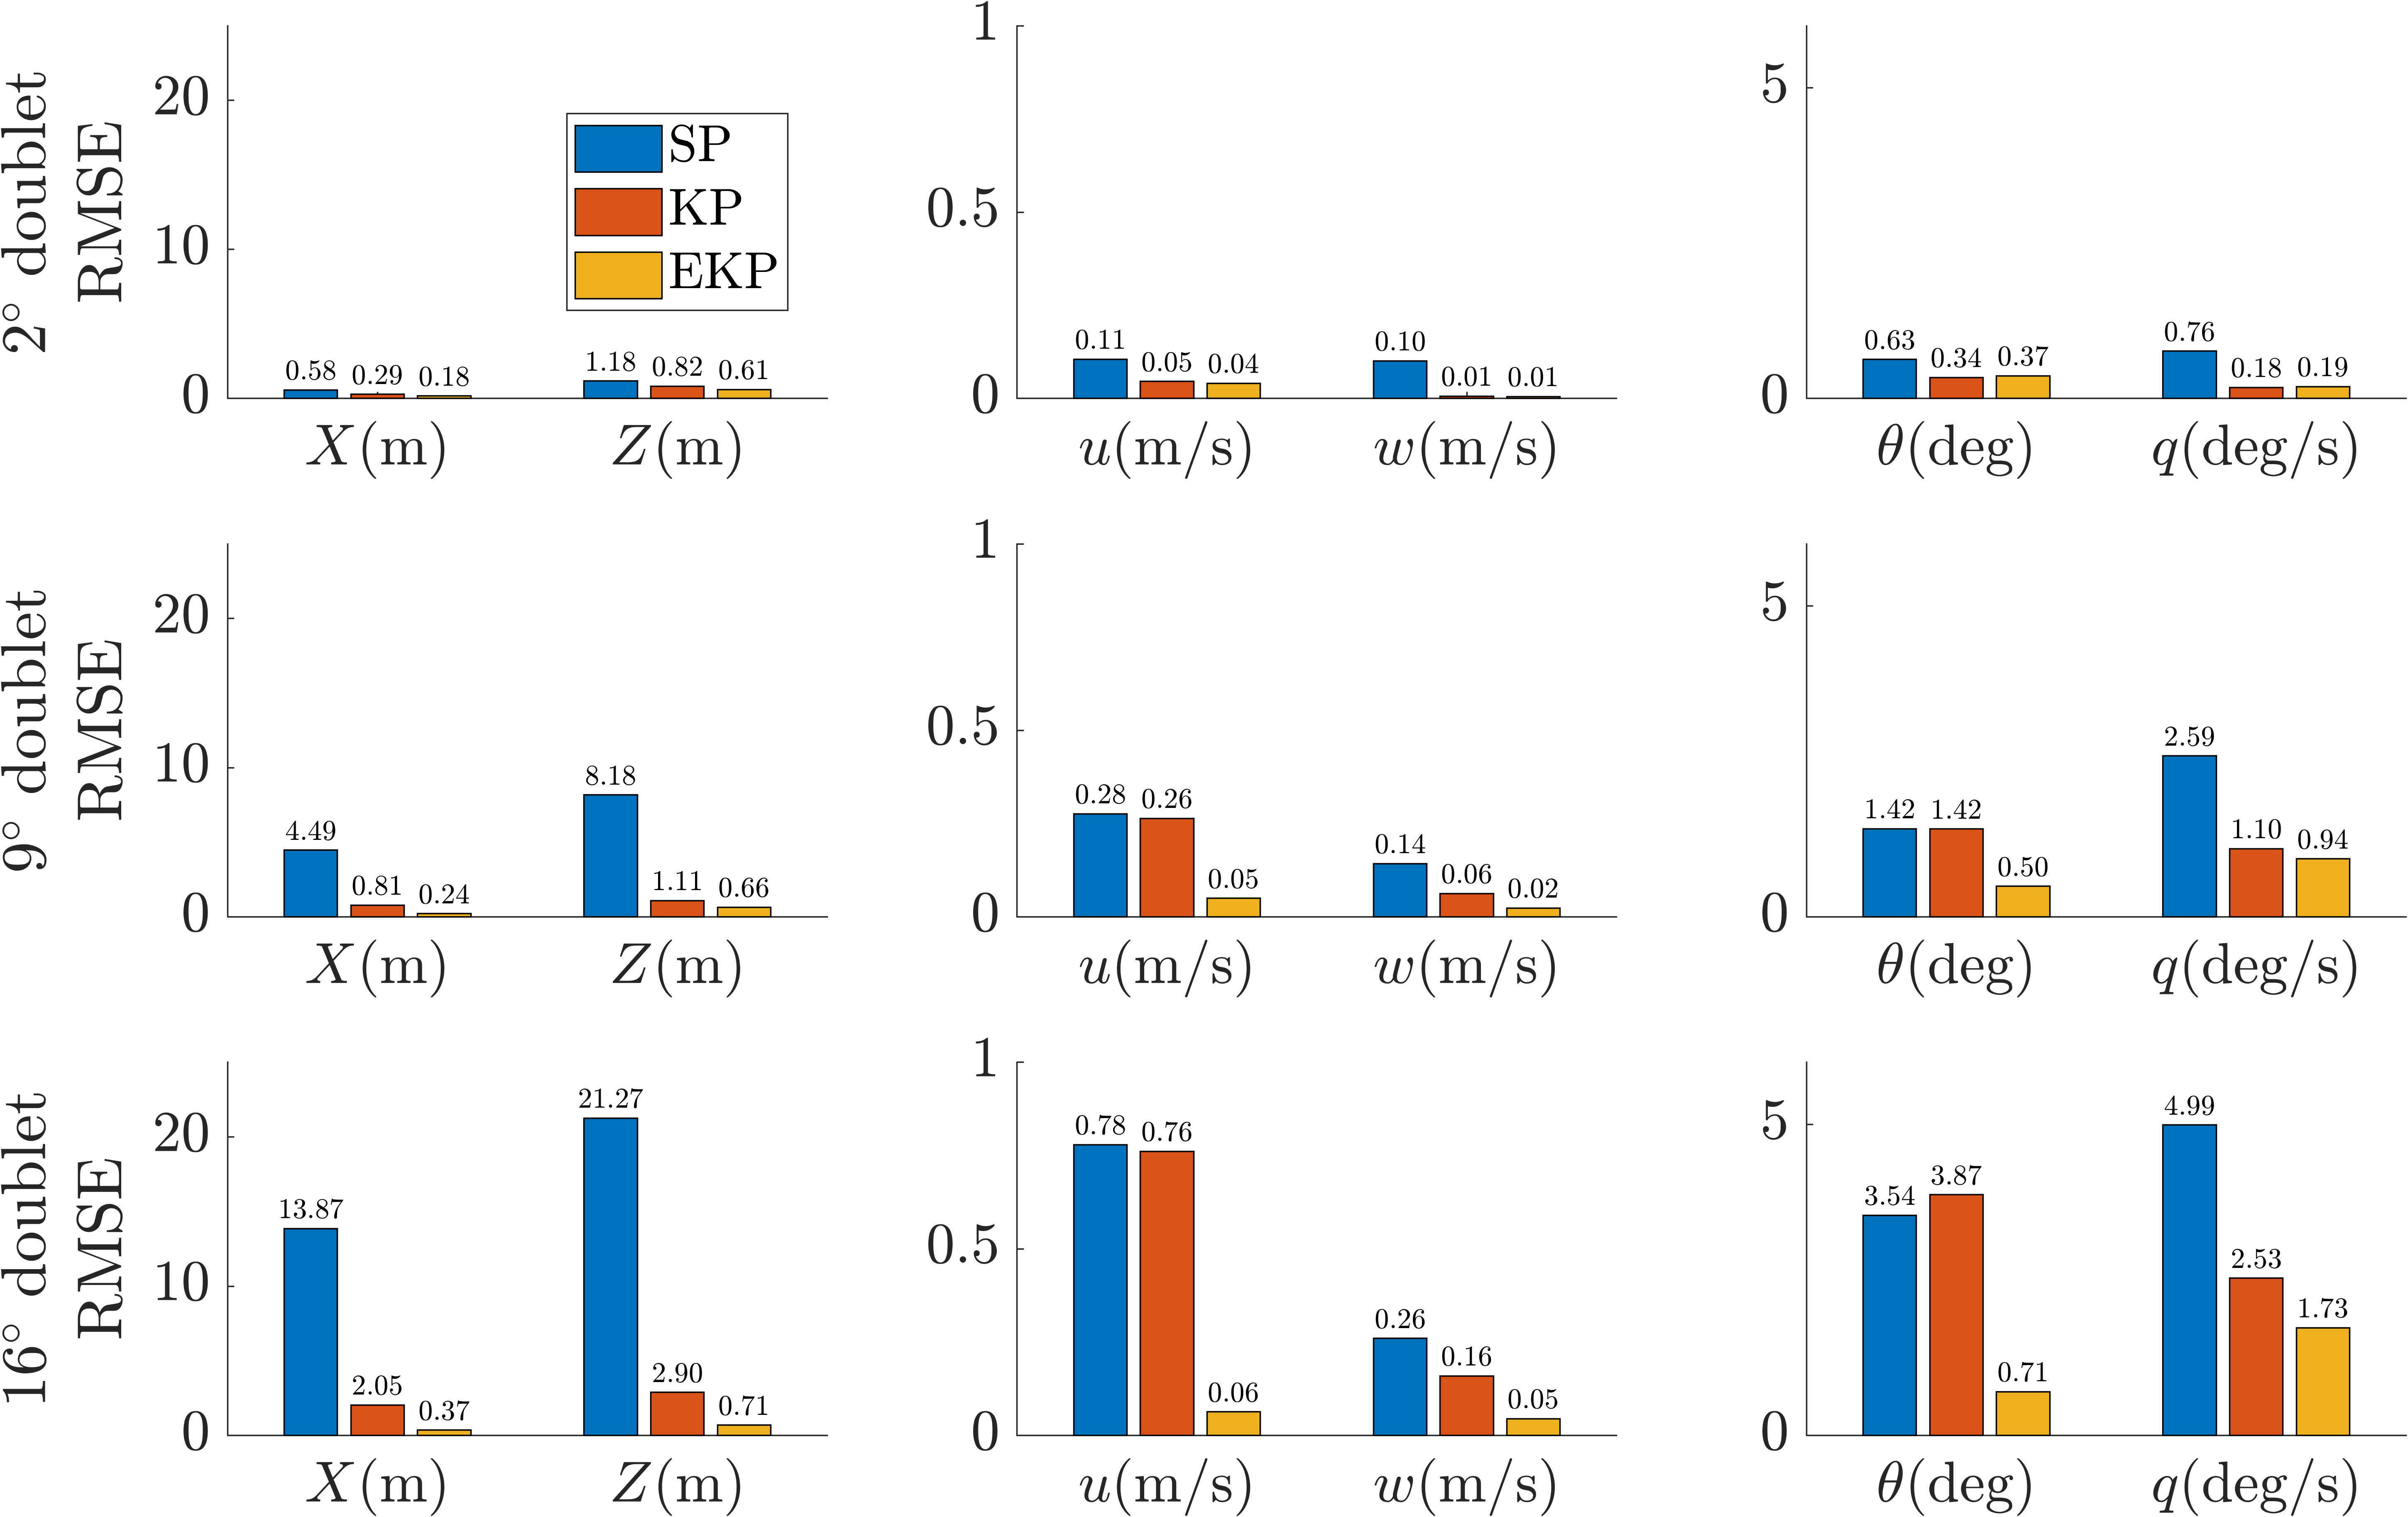 2° doublet
RMSE
20
10
0
0.58 0.29 0.18
1.18 0.82 0.61
X(m) Z(m)
SP
KP
EKP
1
0.5
0
0.11 0.05 0.04
0.10 0.01 0.01
u(m/s) w(m/s)
5
0
0.63 0.34 0.37
0.76 0.18 0.19
θ(deg) q(deg/s)
9° doublet
RMSE
20
10
0
4.49 0.81 0.24
8.18 1.11 0.66
X(m) Z(m)
1
0.5
0
0.28 0.26 0.05
0.14 0.06 0.02
u(m/s) w(m/s)
5
0
1.42 1.42 0.50
2.59 1.10 0.94
θ(deg) q(deg/s)
16° doublet
RMSE
20
10
0
13.87 2.05 0.37
21.27 2.90 0.71
X(m) Z(m)
1
0.5
0
0.78 0.76 0.06
0.26 0.16 0.05
u(m/s) w(m/s)
5
0
3.54 3.87 0.71
4.99 2.53 1.73
θ(deg) q(deg/s)